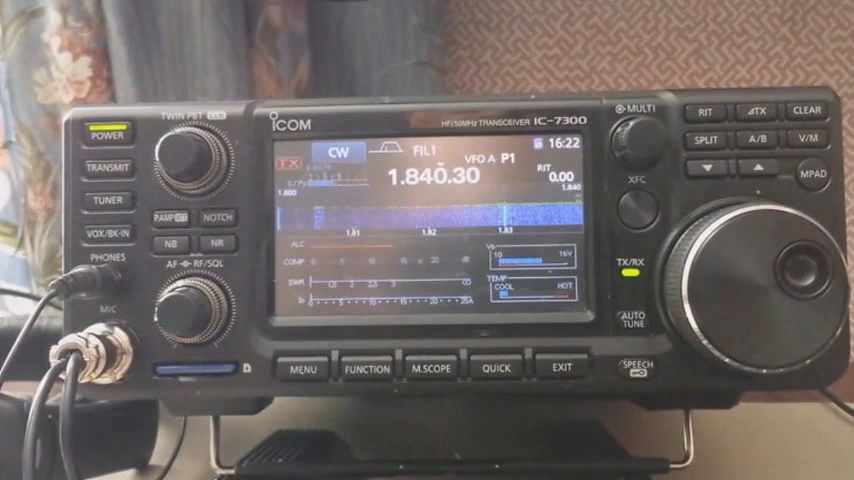 TWIN PBT CLR
POWER
TRANSMIT
TUNER
VOX/BK-IN
PHONES
MIC
P.AMP ATT
NOTCH
NB
NR
AF RF/SQL
ICOM
HF/50MHz TRANSCEIVER IC-7300
CW
FIL1
16:22
TX
VFO A P1
1.840.30
RIT
0.00
1.800
1.840
1.81
1.82
1.83
ALC
COMP
SWR
Vd
10 16V
TEMP
COOL HOT
MENU
FUNCTION
M.SCOPE
QUICK
EXIT
MULTI
RIT
ΔTX
CLEAR
SPLIT
A/B
V/M
MPAD
XFC
TX/RX
AUTO
TUNE
SPEECH